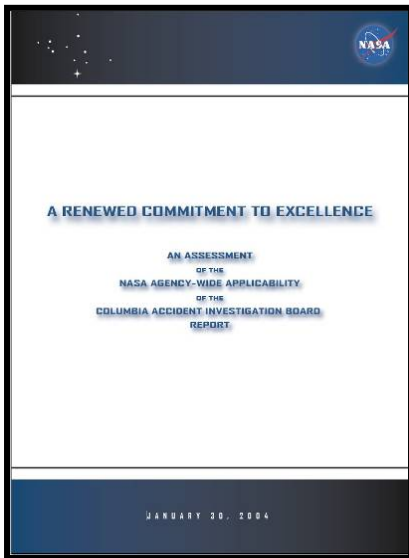 NASA
A RENEWED COMMITMENT TO EXCELLENCE
AN ASSESSMENT
OF THE
NASA AGENCY-WIDE APPLICABILITY
OF THE
COLUMBIA ACCIDENT INVESTIGATION BOARD
REPORT
JANUARY 30, 2004